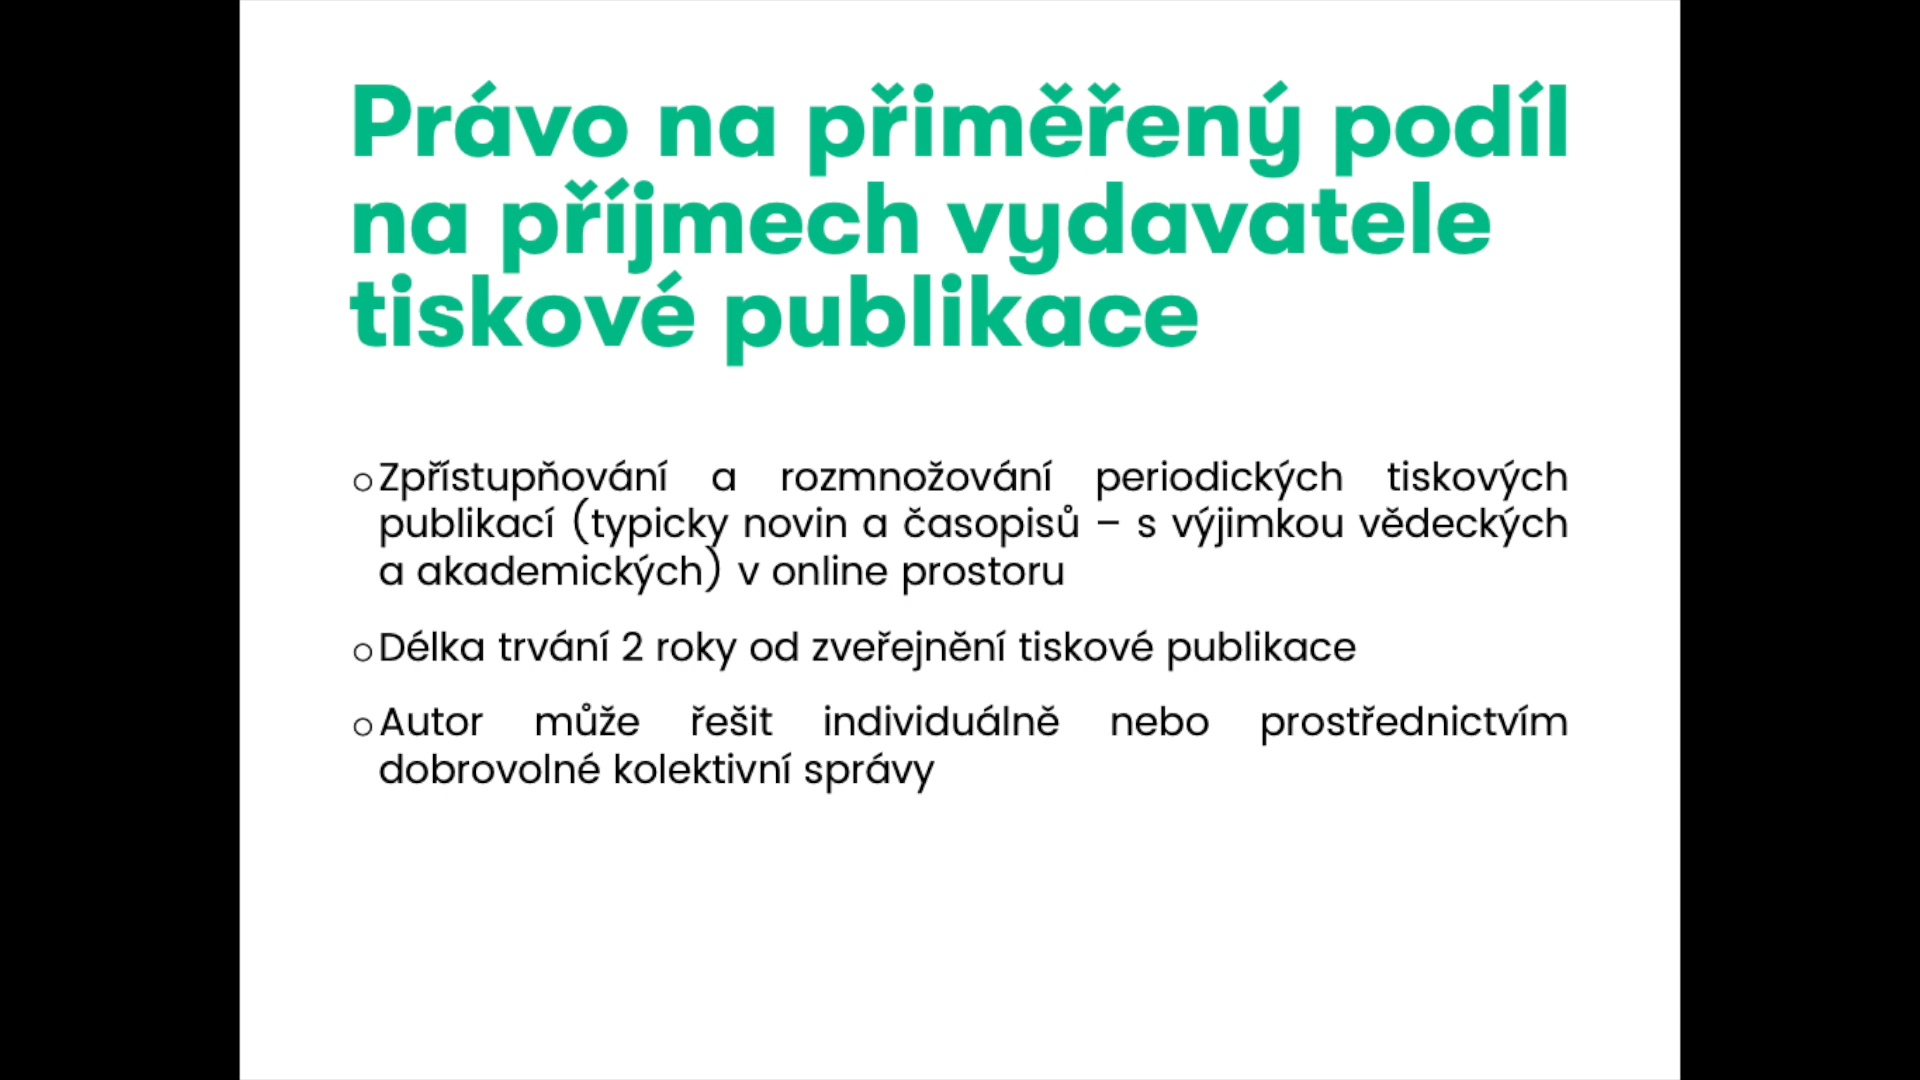 Právo na přiměřený podíl
na příjmech vydavatele
tiskové publikace
○Zpřístupňování a rozmnožování periodických tiskových
publikací (typicky novin a časopisů – s výjimkou vědeckých
a akademických) v online prostoru
○Délka trvání 2 roky od zveřejnění tiskové publikace
○Autor může řešit individuálně nebo prostřednictvím
dobrovolné kolektivní správy